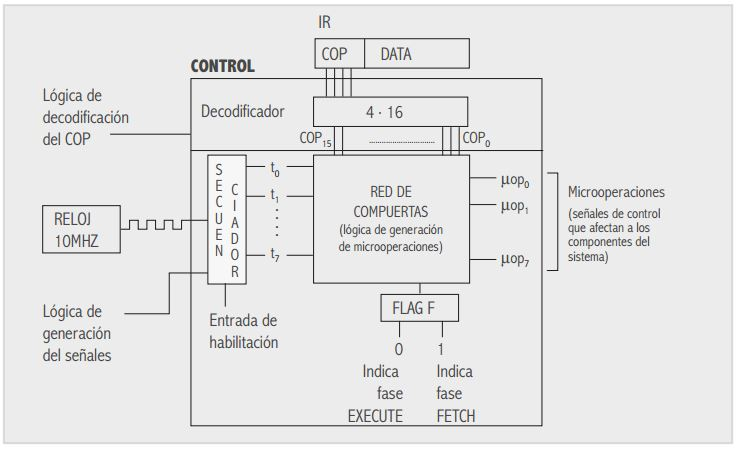 IR
COP DATA
CONTROL
Lógica de
decodificación
del COP
Decodificador
4 · 16
COP15 ........................ COP0
SECUEN
CIADOR
t0
t1
t7
RED DE
COMPUERTAS
(lógica de generación
de microoperaciones)
μop0
μop1
μop7
Microoperaciones
(señales de control
que afectan a los
componentes del
sistema)
RELOJ
10MHZ
Lógica de
generación
del señales
Entrada de
habilitación
FLAG F
0 1
Indica
fase
EXECUTE
Indica
fase
FETCH